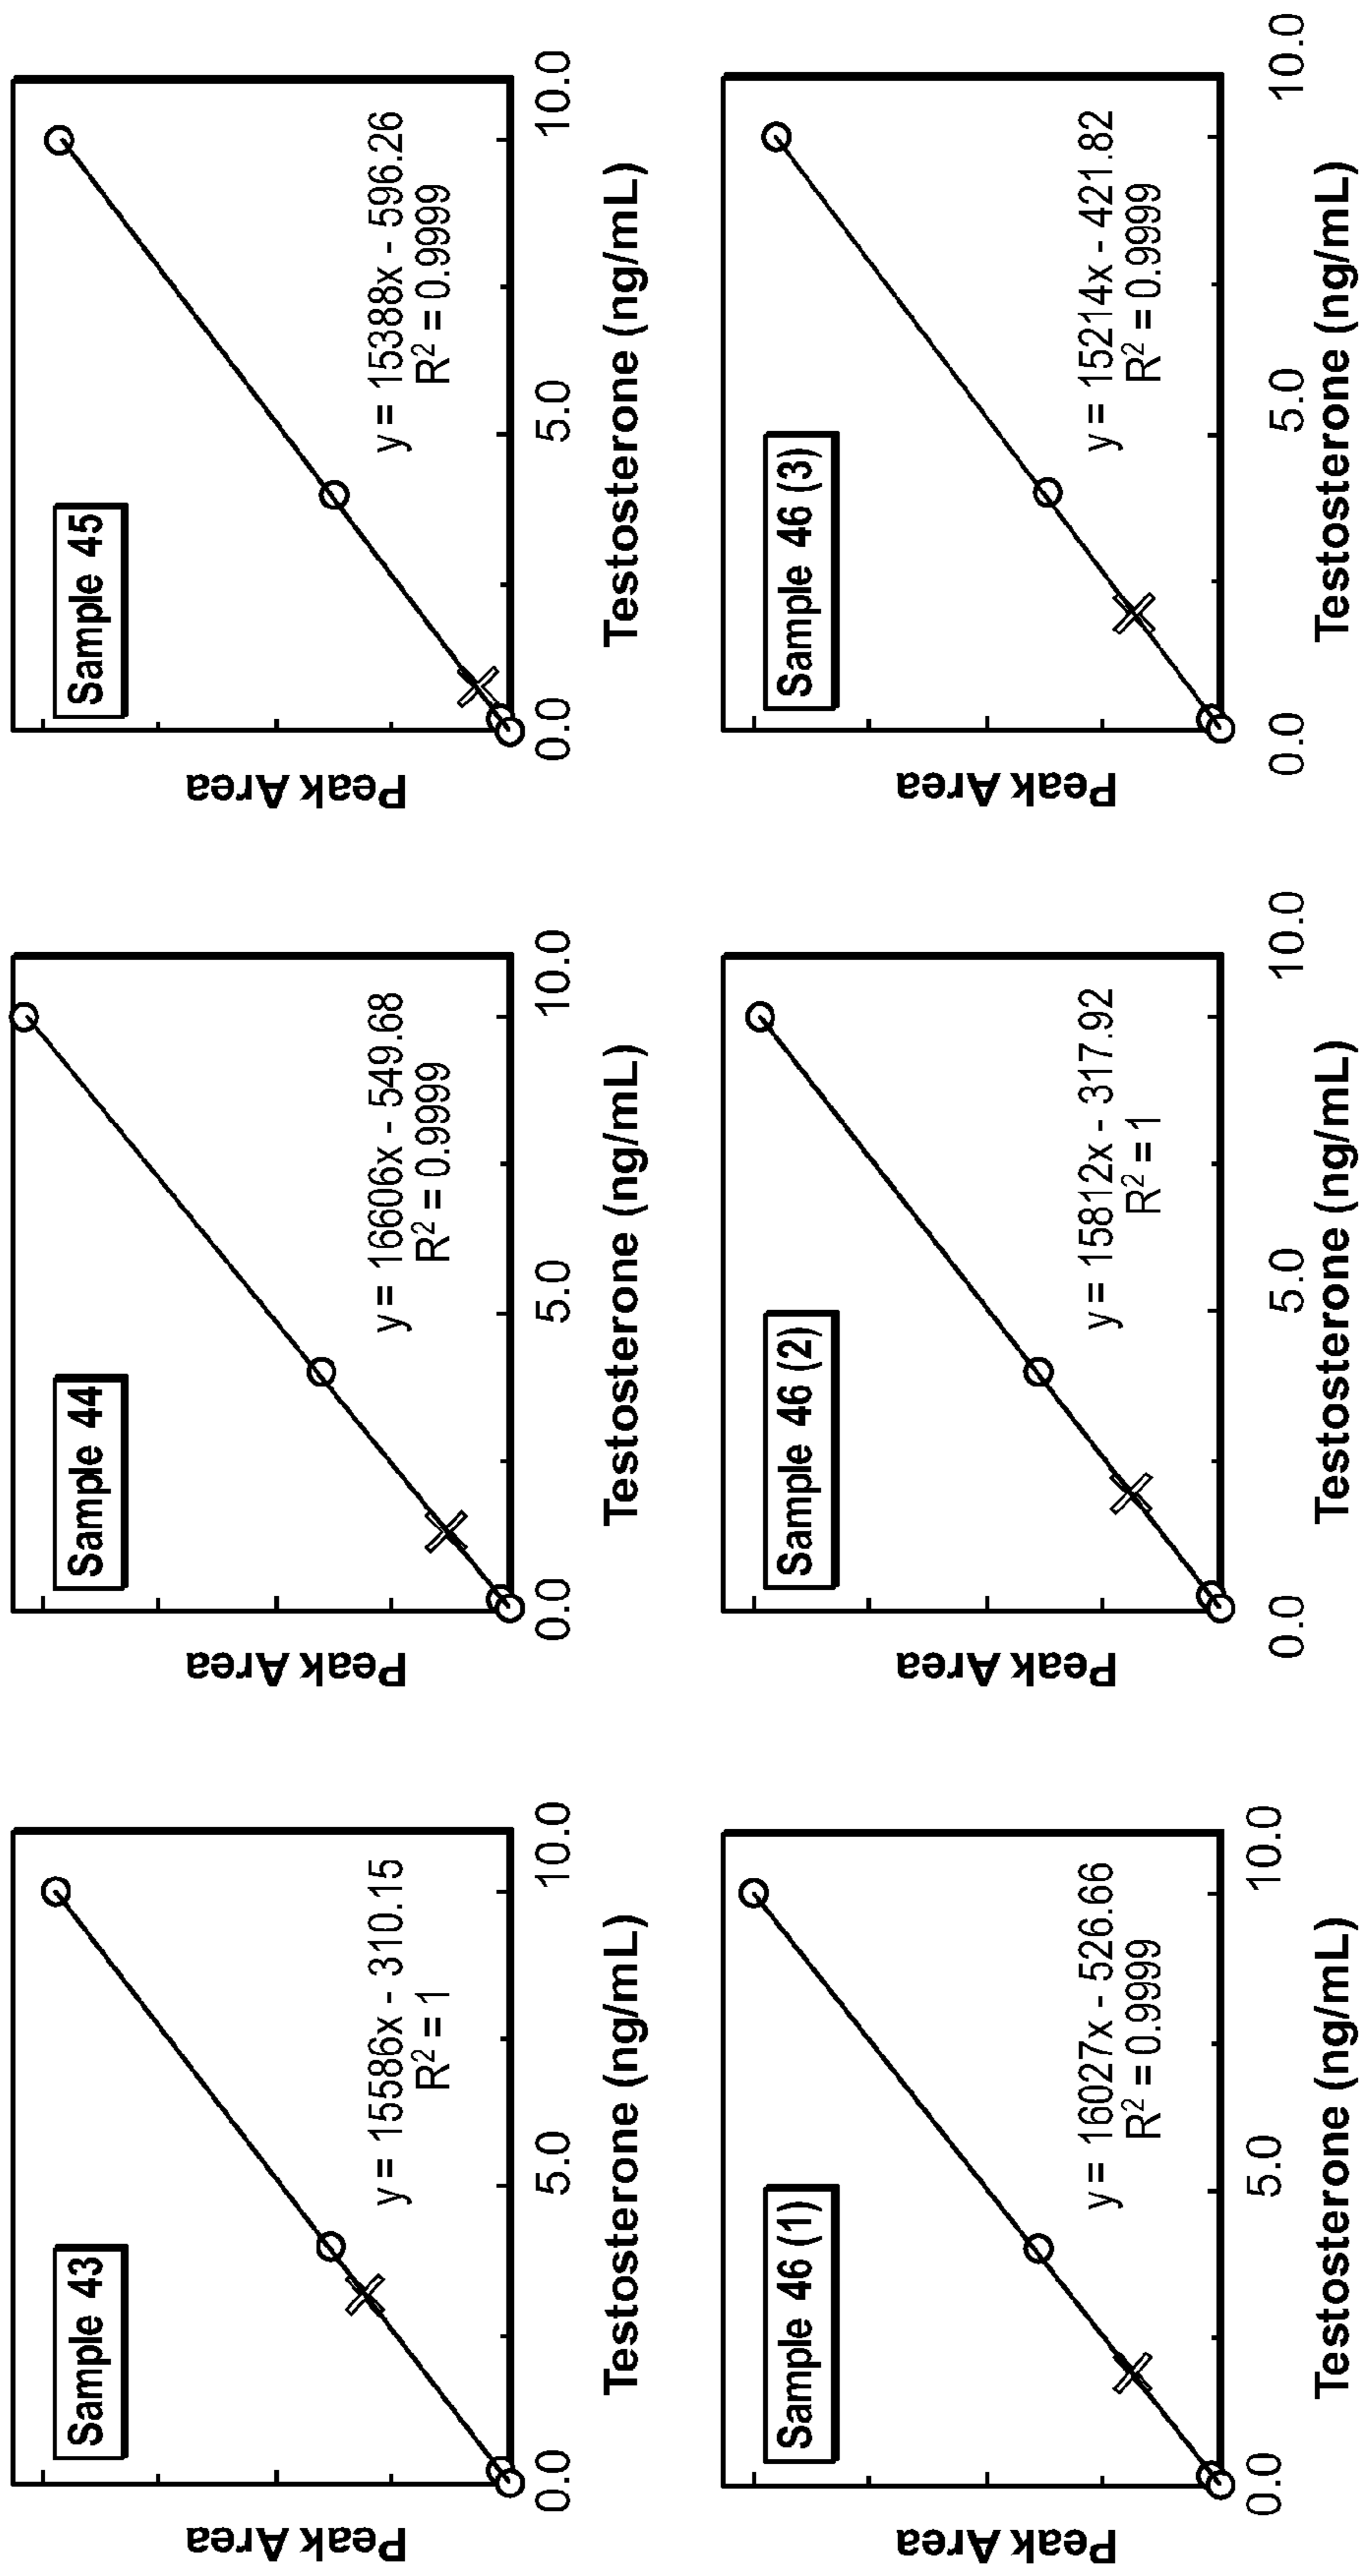 Sample 43
Peak Area
y = 15586x - 310.15
R² = 1
0.0 5.0 10.0
Testosterone (ng/mL)
Sample 44
Peak Area
y = 16606x - 549.68
R² = 0.9999
0.0 5.0 10.0
Testosterone (ng/mL)
Sample 45
Peak Area
y = 15388x - 596.26
R² = 0.9999
0.0 5.0 10.0
Testosterone (ng/mL)
Sample 46 (1)
Peak Area
y = 16027x - 526.66
R² = 0.9999
0.0 5.0 10.0
Testosterone (ng/mL)
Sample 46 (2)
Peak Area
y = 15812x - 317.92
R² = 1
0.0 5.0 10.0
Testosterone (ng/mL)
Sample 46 (3)
Peak Area
y = 15214x - 421.82
R² = 0.9999
0.0 5.0 10.0
Testosterone (ng/mL)